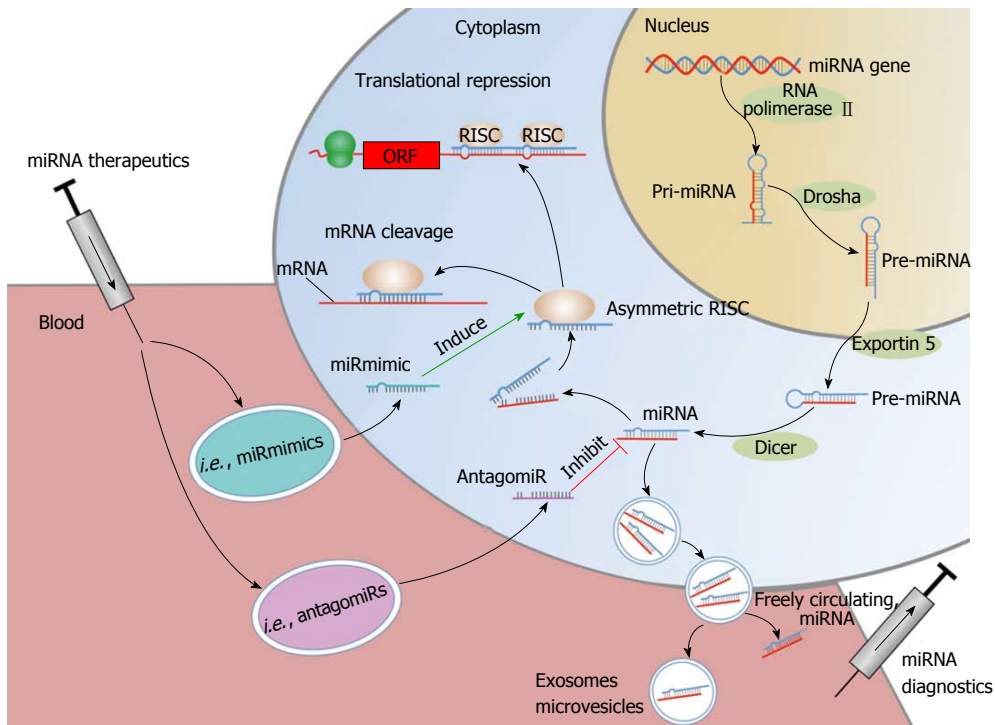 Cytoplasm
Nucleus
miRNA gene
RNA
polimerase II
Translational repression
RISC
RISC
ORF
miRNA therapeutics
Pri-miRNA
Drosha
mRNA cleavage
mRNA
Pre-miRNA
Asymmetric RISC
Blood
Induce
Exportin 5
miRmimic
Pre-miRNA
miRNA
Dicer
i.e., miRmimics
Inhibit
AntagomiR
i.e., antagomiRs
Freely circulating,
miRNA
miRNA
diagnostics
Exosomes
microvesicles